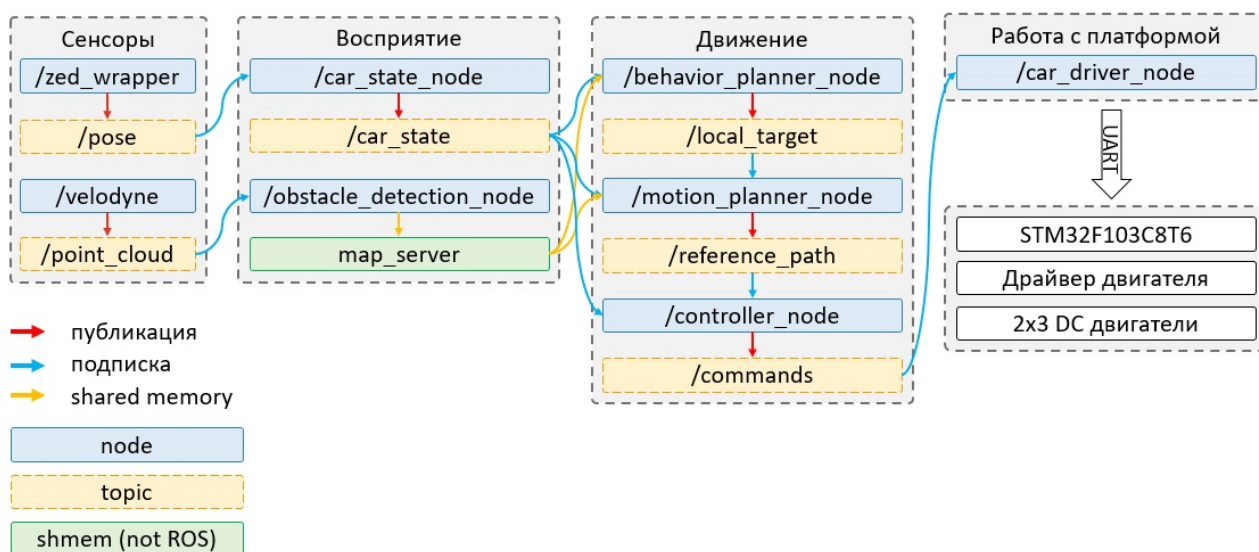 Сенсоры
/zed_wrapper
/pose
/velodyne
/point_cloud
Восприятие
/car_state_node
/car_state
/obstacle_detection_node
map_server
Движение
/behavior_planner_node
/local_target
/motion_planner_node
/reference_path
/controller_node
/commands
Работа с платформой
/car_driver_node
UART
STM32F103C8T6
Драйвер двигателя
2x3 DC двигатели
публикация
подписка
shared memory
node
topic
shmem (not ROS)